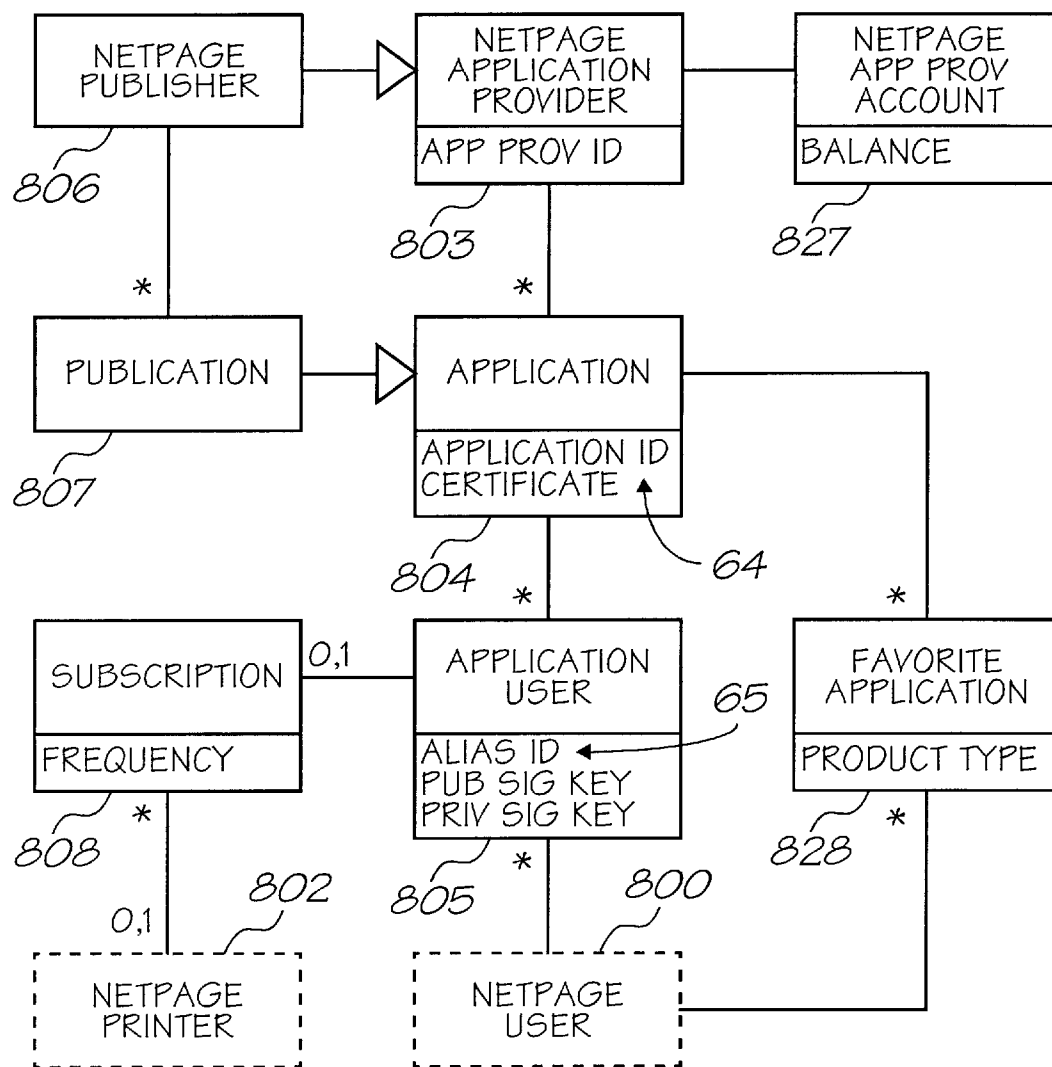 NETPAGE
PUBLISHER
806
NETPAGE
APPLICATION
PROVIDER
APP PROV ID
803
NETPAGE
APP PROV
ACCOUNT
BALANCE
827
*
*
PUBLICATION
807
APPLICATION
APPLICATION ID
CERTIFICATE
804
64
*
*
SUBSCRIPTION
FREQUENCY
808
0,1
APPLICATION
USER
65
ALIAS ID
PUB SIG KEY
PRIV SIG KEY
805
FAVORITE
APPLICATION
PRODUCT TYPE
828
*
*
*
0,1
802
NETPAGE
PRINTER
800
NETPAGE
USER